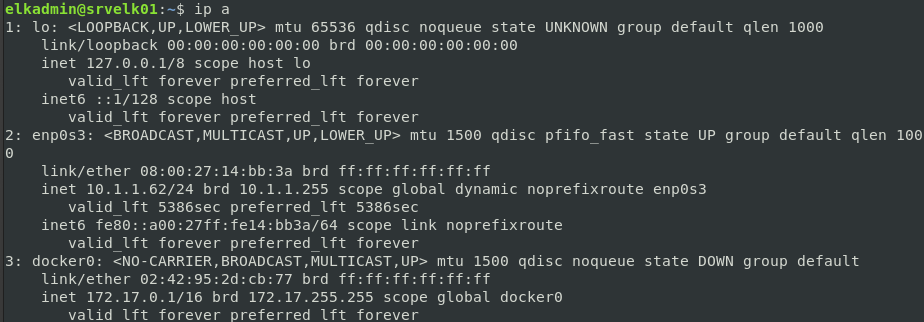 elkadmin@srvelk01:~$ ip a
1: lo: <LOOPBACK,UP,LOWER_UP> mtu 65536 qdisc noqueue state UNKNOWN group default qlen 1000
    link/loopback 00:00:00:00:00:00 brd 00:00:00:00:00:00
    inet 127.0.0.1/8 scope host lo
       valid_lft forever preferred_lft forever
    inet6 ::1/128 scope host
       valid_lft forever preferred_lft forever
2: enp0s3: <BROADCAST,MULTICAST,UP,LOWER_UP> mtu 1500 qdisc pfifo_fast state UP group default qlen 100
0
    link/ether 08:00:27:14:bb:3a brd ff:ff:ff:ff:ff:ff
    inet 10.1.1.62/24 brd 10.1.1.255 scope global dynamic noprefixroute enp0s3
       valid_lft 5386sec preferred_lft 5386sec
    inet6 fe80::a00:27ff:fe14:bb3a/64 scope link noprefixroute
       valid_lft forever preferred_lft forever
3: docker0: <NO-CARRIER,BROADCAST,MULTICAST,UP> mtu 1500 qdisc noqueue state DOWN group default
    link/ether 02:42:95:2d:cb:77 brd ff:ff:ff:ff:ff:ff
    inet 172.17.0.1/16 brd 172.17.255.255 scope global docker0
       valid_lft forever preferred_lft forever